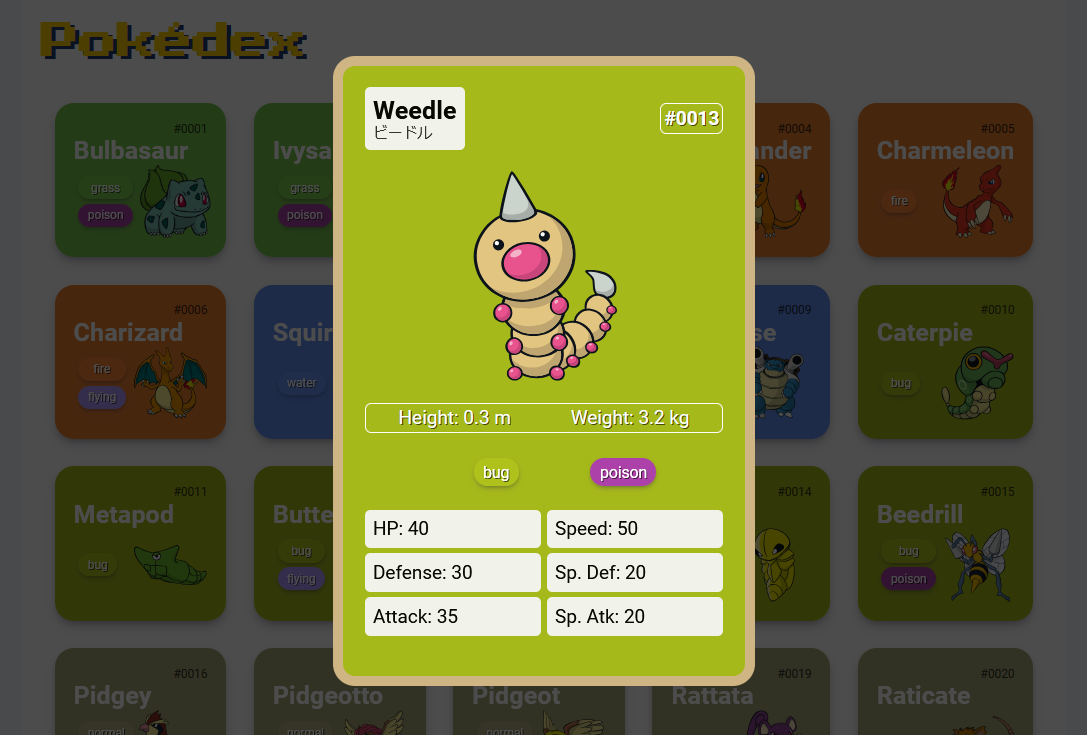 Pokédex
Weedle
ビードル
#0013
Height: 0.3 m Weight: 3.2 kg
bug poison
HP: 40 Speed: 50
Defense: 30 Sp. Def: 20
Attack: 35 Sp. Atk: 20
#0001
Bulbasaur
grass
poison
Ivysa
grass
poison
#0004
ander
#0005
Charmeleon
fire
#0006
Charizard
fire
flying
Squir
water
#0009
se
#0010
Caterpie
bug
#0011
Metapod
bug
Butte
bug
flying
#0014
#0015
Beedrill
bug
poison
#0016
Pidgey
normal
Pidgeotto
normal
Pidgeot
normal
#0019
Rattata
#0020
Raticate